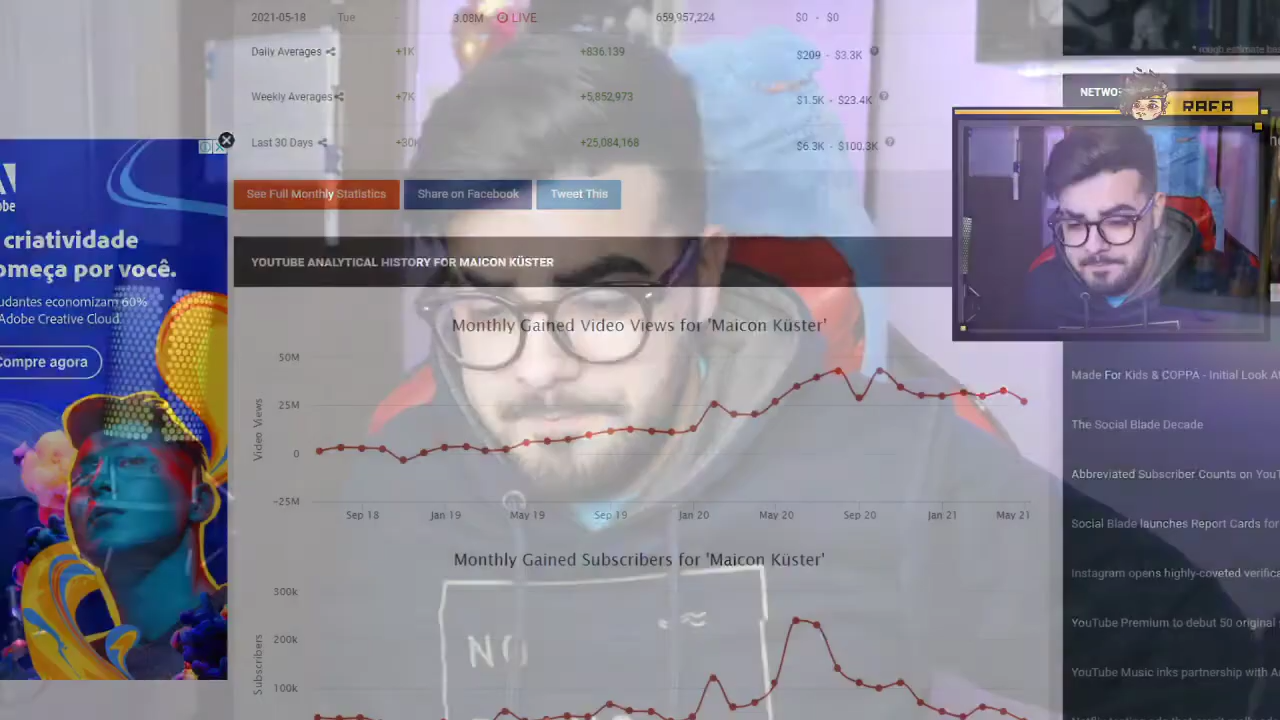 2021-05-18 Tue - 3.08M LIVE 659,957,224 $0 - $0
Daily Averages +1K +836,139 $209 - $3.3K
Weekly Averages +7K +5,852,973 $1.5K - $23.4K
Last 30 Days +30K +25,084,168 $6.3K - $100.3K
* rough estimate
See Full Monthly Statistics Share on Facebook Tweet This
RAFA
YOUTUBE ANALYTICAL HISTORY FOR MAICON KÜSTER
criatividade
omeça por você.
udantes economizam 60%
Adobe Creative Cloud.
Compre agora
Monthly Gained Video Views for 'Maicon Küster'
Video Views
50M
25M
0
-25M
Sep 18 Jan 19 May 19 Sep 19 Jan 20 May 20 Sep 20 Jan 21 May 21
Monthly Gained Subscribers for 'Maicon Küster'
Subscribers
300k
200k
100k
NO
Made For Kids & COPPA - Initial Look
The Social Blade Decade
Abbreviated Subscriber Counts on
Social Blade launches Report Cards for
Instagram opens highly-coveted
YouTube Premium to debut 50 original
YouTube Music inks partnership with